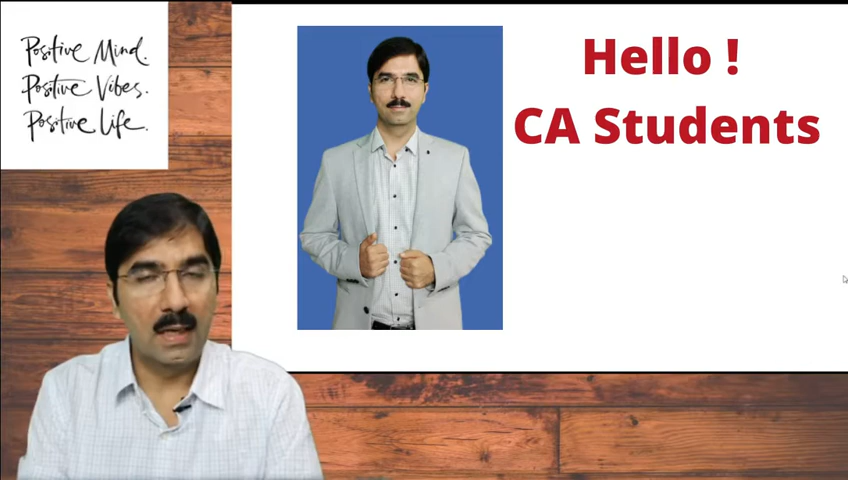 Positive Mind.
Positive Vibes.
Positive Life.
Hello !
CA Students